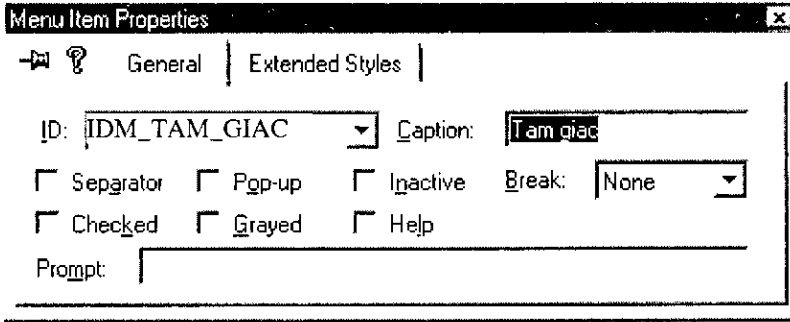 Menu Item Properties
General Extended Styles
ID: IDM_TAM_GIAC Caption: Tam giac
Separator Pop-up Inactive Break: None
Checked Grayed Help
Prompt: